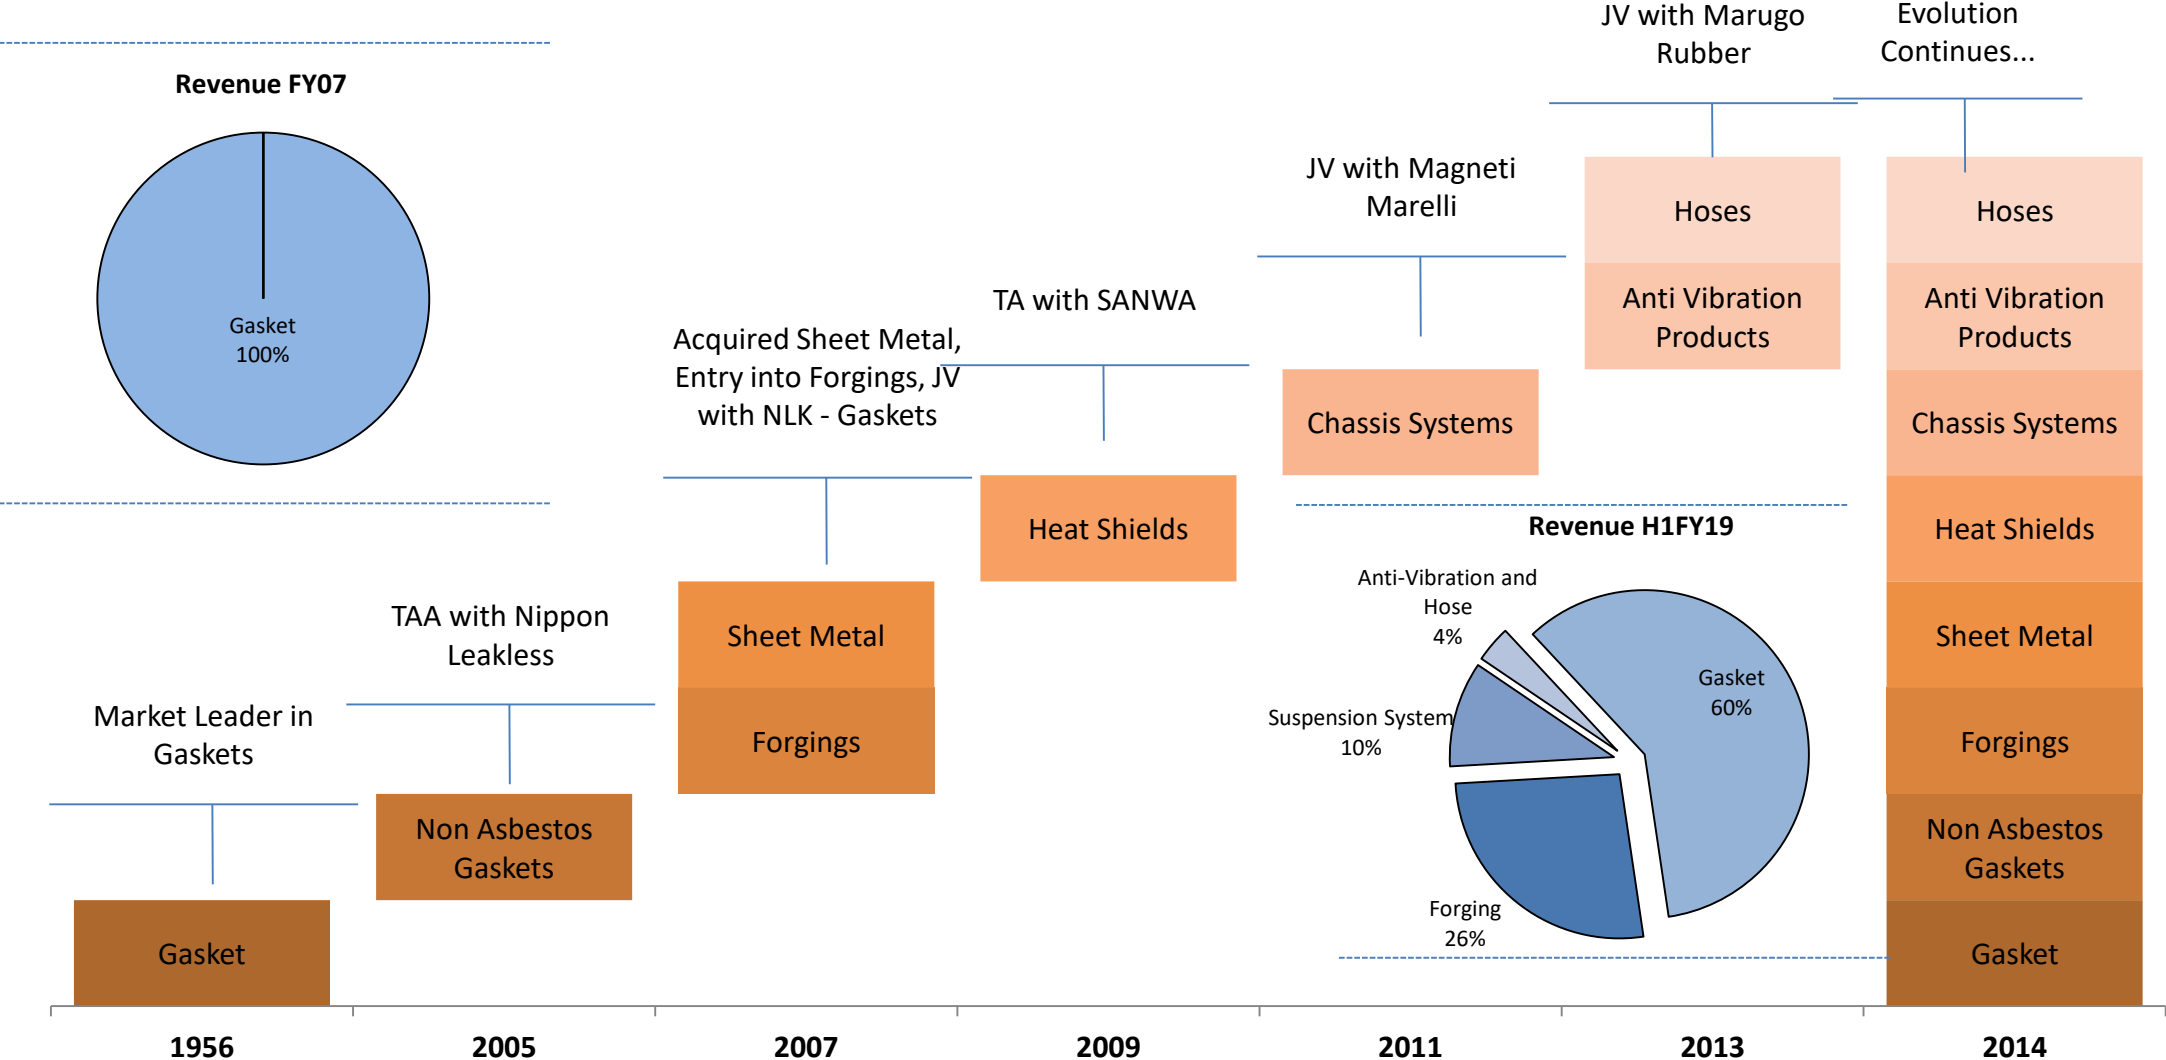 Revenue FY07
Gasket
100%
Market Leader in
Gaskets
Gasket
TAA with Nippon
Leakless
Non Asbestos
Gaskets
Acquired Sheet Metal,
Entry into Forgings, JV
with NLK - Gaskets
Sheet Metal
Forgings
TA with SANWA
Heat Shields
JV with Magneti
Marelli
Chassis Systems
JV with Marugo
Rubber
Hoses
Anti Vibration
Products
Evolution
Continues...
Hoses
Anti Vibration
Products
Chassis Systems
Heat Shields
Sheet Metal
Forgings
Non Asbestos
Gaskets
Gasket
Revenue H1FY19
Anti-Vibration and
Hose
4%
Gasket
60%
Suspension System
10%
Forging
26%
1956
2005
2007
2009
2011
2013
2014